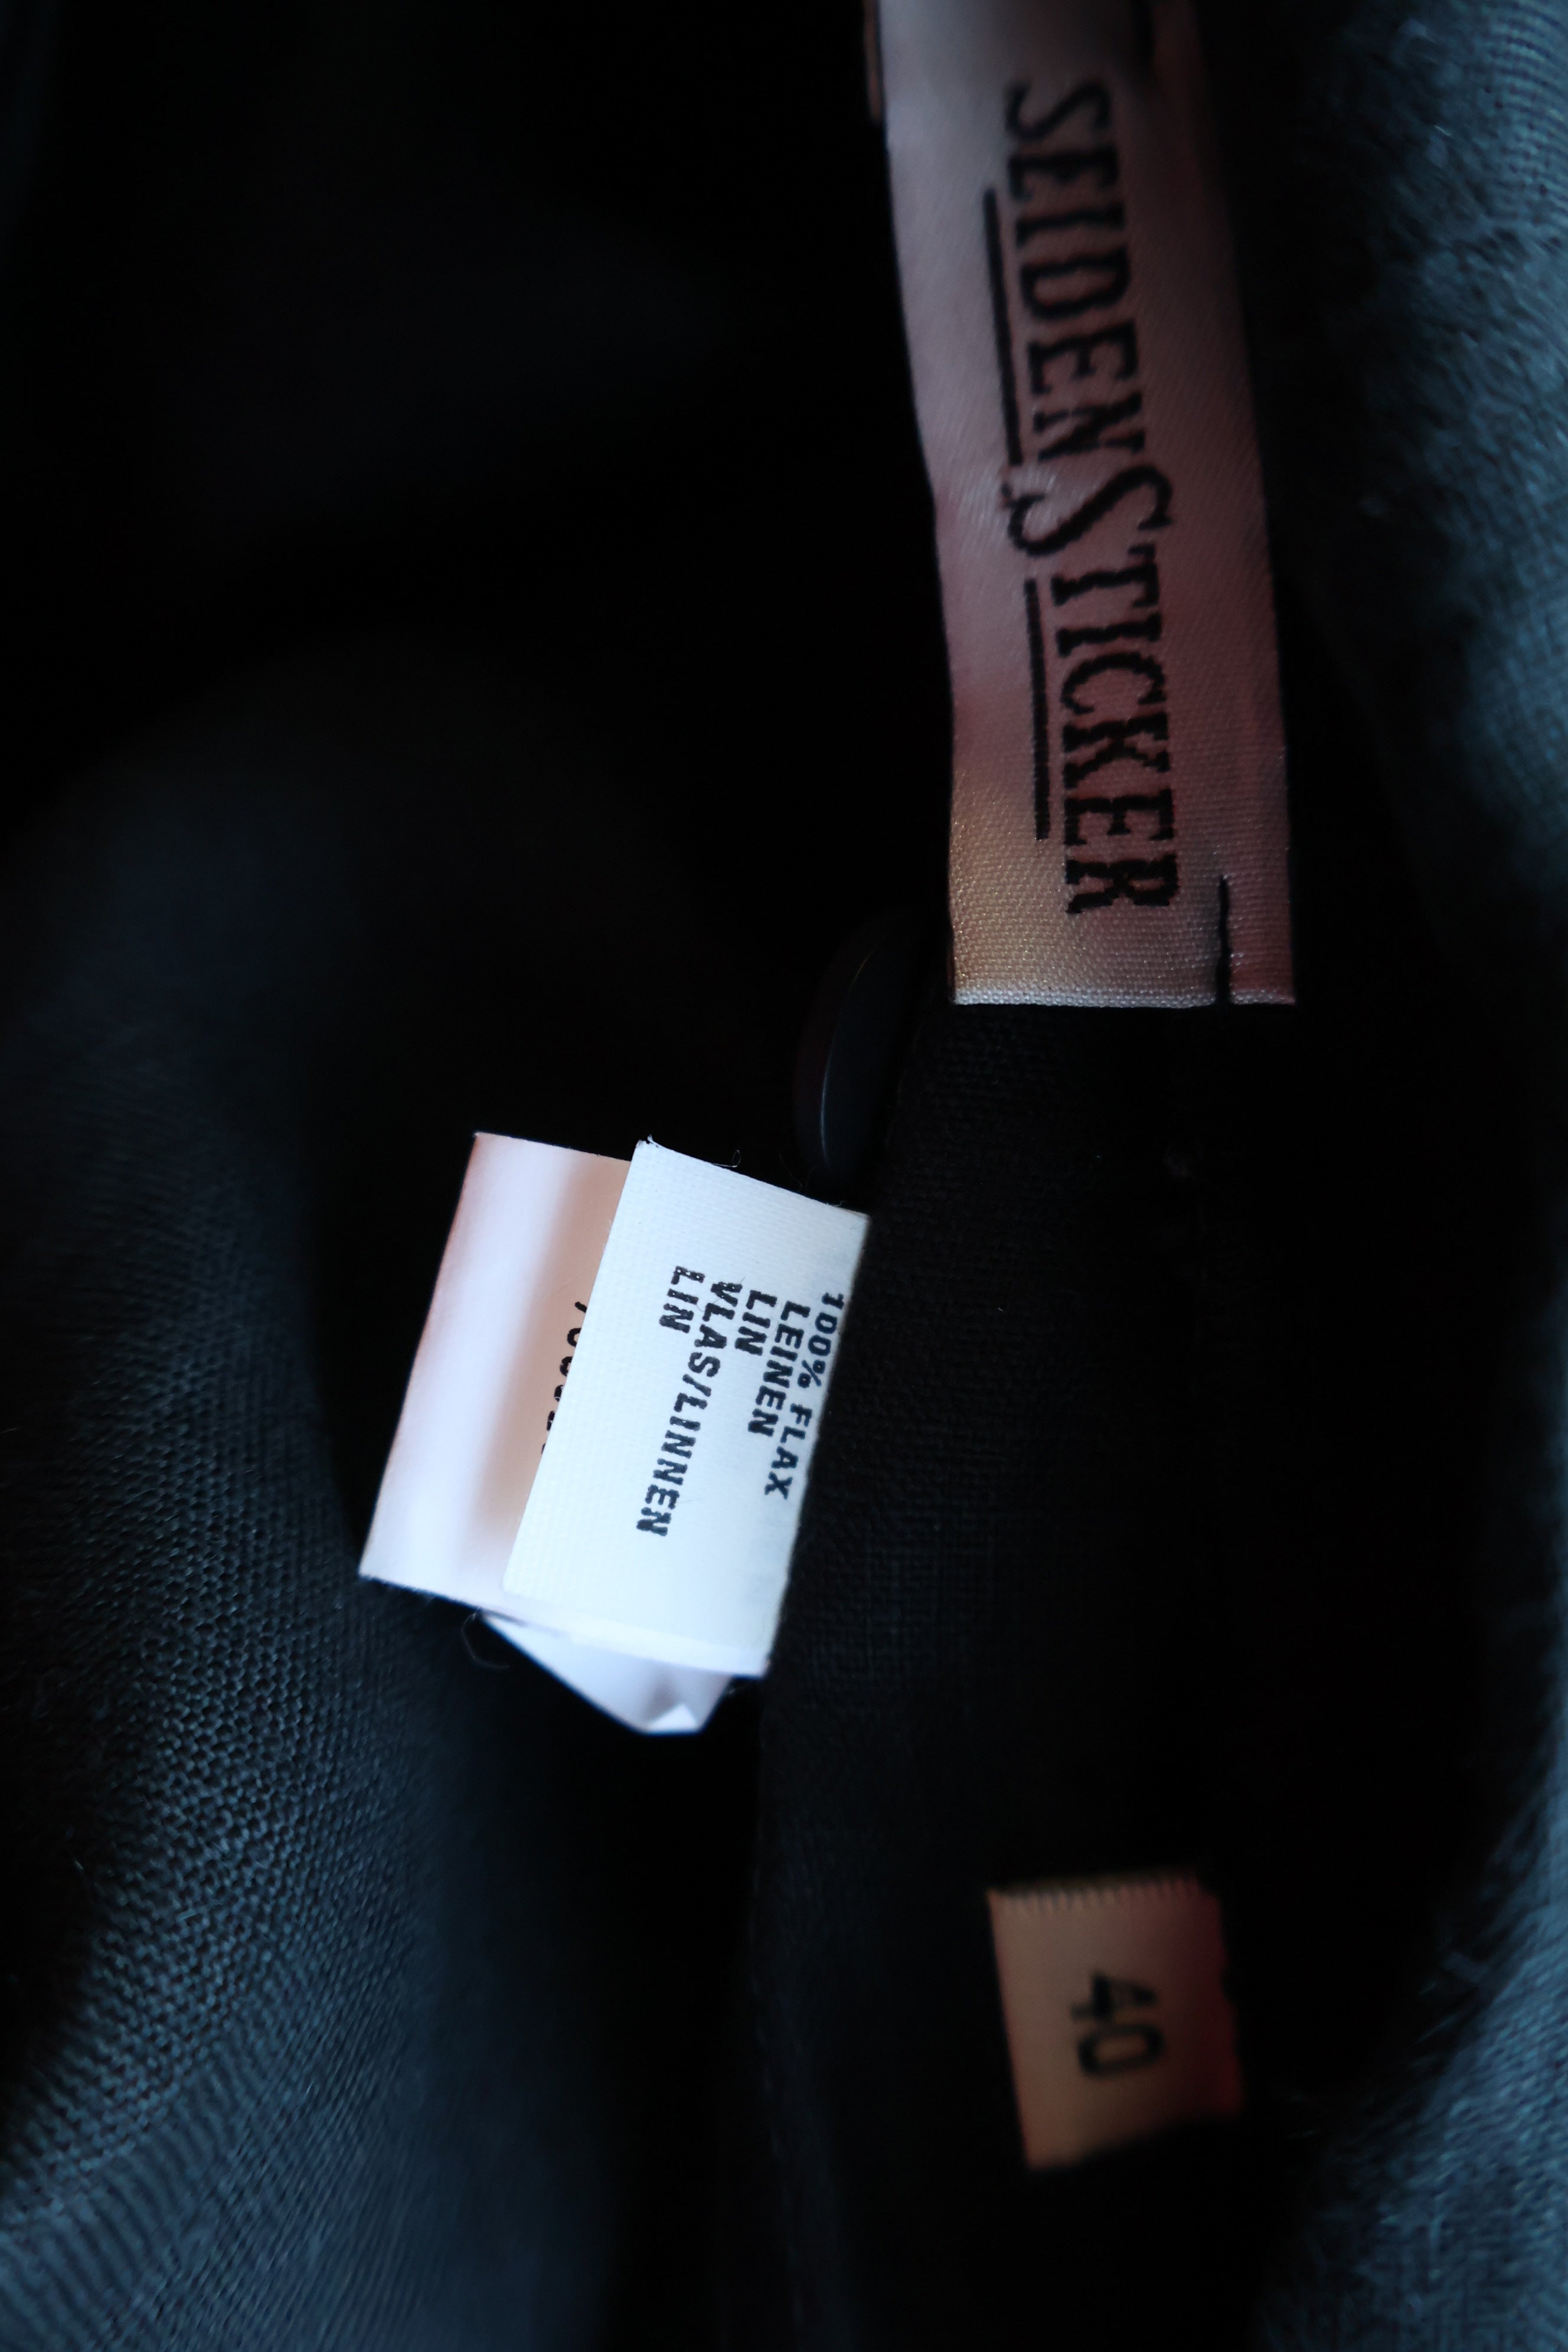 SEIDENSTICKER
100% FLAX
LEINEN
LIN
VLAS/LINNEN
LIN
40